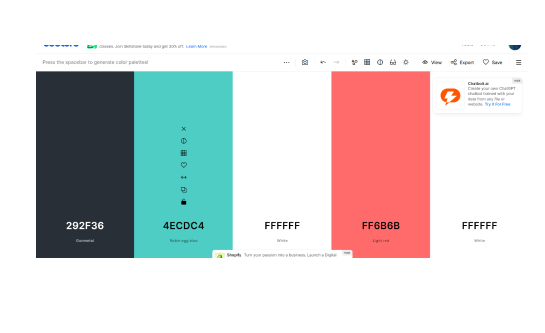 classes. Join Skillshare today and get 30% off. Learn More
Press the spacebar to generate color palettes!
View
Export
Save
Chatbot.ai
Create your own ChatGPT
chatbot trained with your
data from any file or
website. Try It For Free
292F36
4ECDC4
FFFFFF
FF6B6B
FFFFFF
Gunmetal
Robin egg blue
White
Light red
White
Shopify. Turn your passion into a business. Launch a Digital